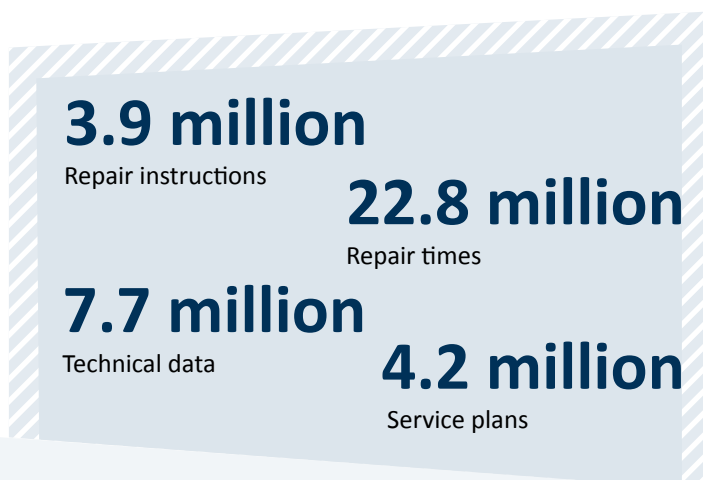 3.9 million
Repair instructions
22.8 million
Repair times
7.7 million
Technical data
4.2 million
Service plans